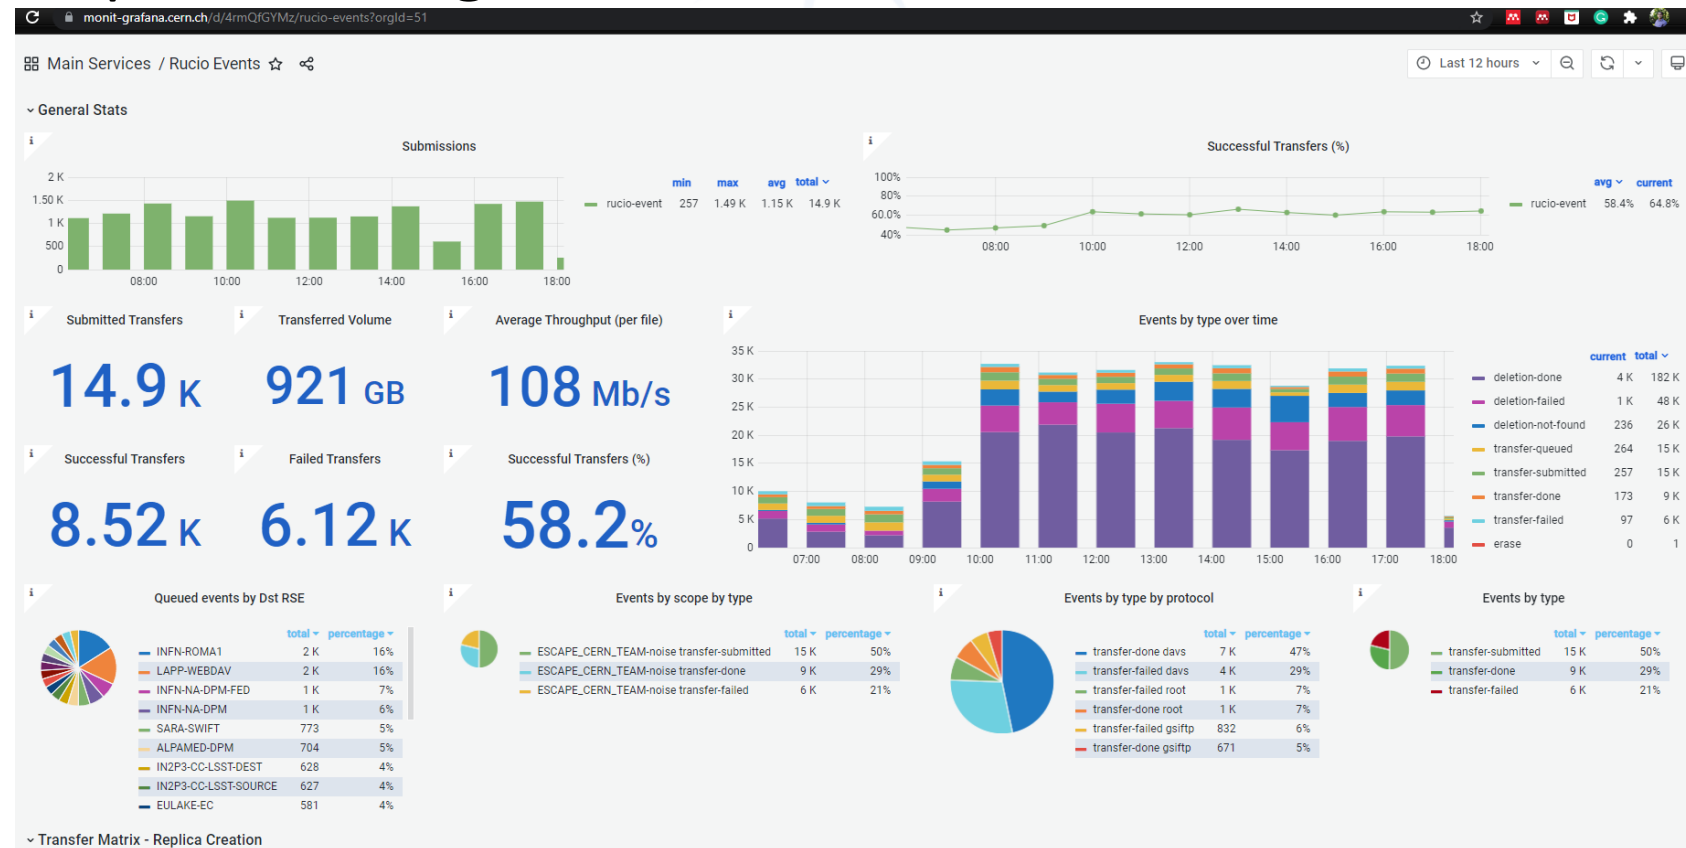 monit-grafana.cern.ch/d/4rmQfGYMz/rucio-events?orgId=51
Main Services / Rucio Events
Last 12 hours
General Stats
Submissions
2 K
1.50 K
1 K
500
0
08:00 10:00 12:00 14:00 16:00 18:00
min max avg total
rucio-event 257 1.49 K 1.15 K 14.9 K
Successful Transfers (%)
100%
80%
60.0%
40%
08:00 10:00 12:00 14:00 16:00 18:00
avg current
rucio-event 58.4% 64.8%
Submitted Transfers
14.9 K
Transferred Volume
921 GB
Average Throughput (per file)
108 Mb/s
Successful Transfers
8.52 K
Failed Transfers
6.12 K
Successful Transfers (%)
58.2%
Events by type over time
35 K
30 K
25 K
20 K
15 K
10 K
5 K
0
07:00 08:00 09:00 10:00 11:00 12:00 13:00 14:00 15:00 16:00 17:00 18:00
current total
deletion-done 4 K 182 K
deletion-failed 1 K 48 K
deletion-not-found 236 26 K
transfer-queued 264 15 K
transfer-submitted 257 15 K
transfer-done 173 9 K
transfer-failed 97 6 K
erase 0 1
Queued events by Dst RSE
total percentage
INFN-ROMA1 2 K 16%
LAPP-WEBDAV 2 K 16%
INFN-NA-DPM-FED 1 K 7%
INFN-NA-DPM 1 K 6%
SARA-SWIFT 773 5%
ALPAMED-DPM 704 5%
IN2P3-CC-LSST-DEST 628 4%
IN2P3-CC-LSST-SOURCE 627 4%
EULAKE-EC 581 4%
Events by scope by type
total percentage
ESCAPE_CERN_TEAM-noise transfer-submitted 15 K 50%
ESCAPE_CERN_TEAM-noise transfer-done 9 K 29%
ESCAPE_CERN_TEAM-noise transfer-failed 6 K 21%
Events by type by protocol
total percentage
transfer-done davs 7 K 47%
transfer-failed davs 4 K 29%
transfer-failed root 1 K 7%
transfer-done root 1 K 7%
transfer-failed gsiftp 832 6%
transfer-done gsiftp 671 5%
Events by type
total percentage
transfer-submitted 15 K 50%
transfer-done 9 K 29%
transfer-failed 6 K 21%
Transfer Matrix - Replica Creation